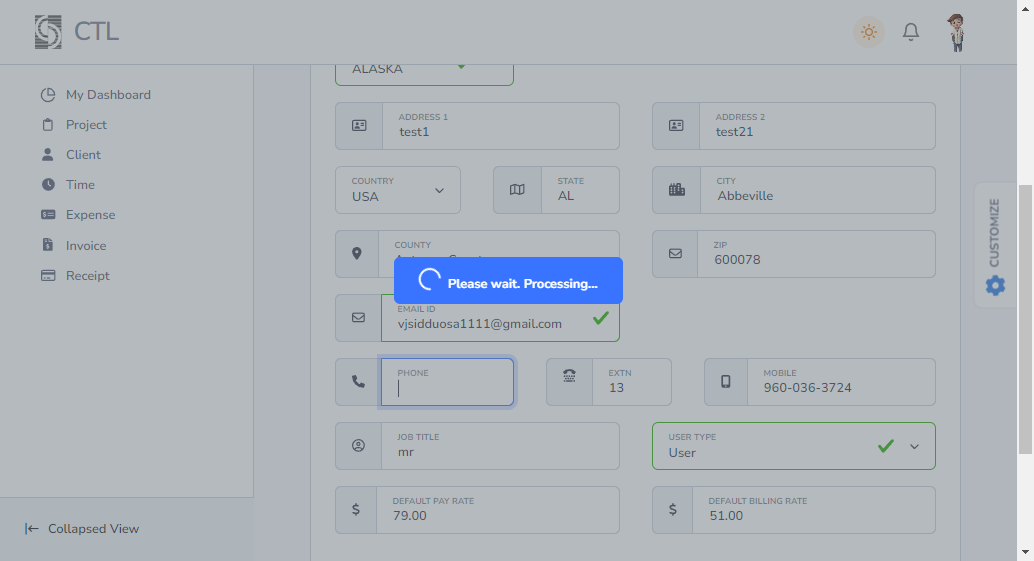 CTL
My Dashboard
Project
Client
Time
Expense
Invoice
Receipt
Collapsed View
ALASKA
ADDRESS 1
test1
ADDRESS 2
test21
COUNTRY
USA
STATE
AL
CITY
Abbeville
COUNTY
ZIP
600078
Please wait. Processing...
EMAIL ID
vjsidduosa1111@gmail.com
PHONE
EXTN
13
MOBILE
960-036-3724
JOB TITLE
mr
USER TYPE
User
DEFAULT PAY RATE
79.00
DEFAULT BILLING RATE
51.00
CUSTOMIZE